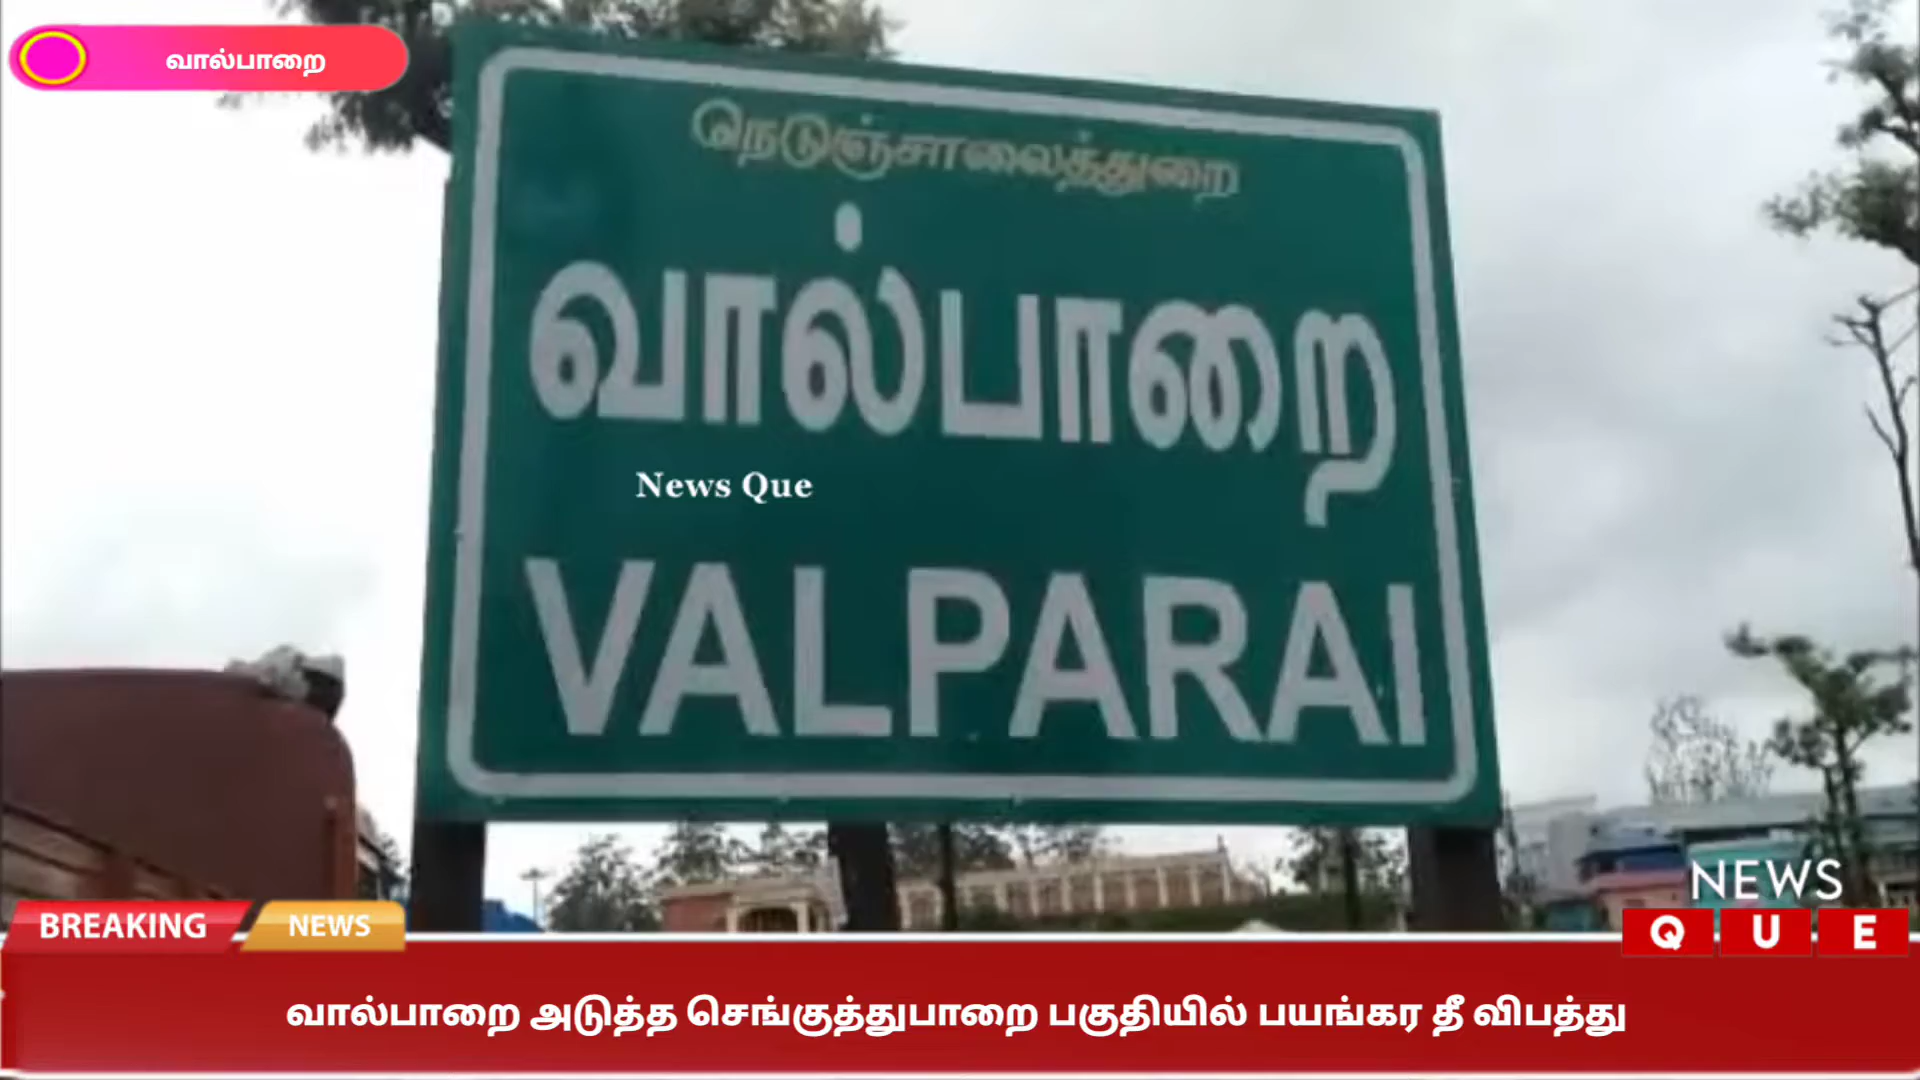 வால்பாறை
நெடுஞ்சாலைத்துறை
வால்பாறை
News Que
VALPARAI
NEWS
QUE
BREAKING NEWS
வால்பாறை அடுத்த செங்குத்துபாறை பகுதியில் பயங்கர தீ விபத்து